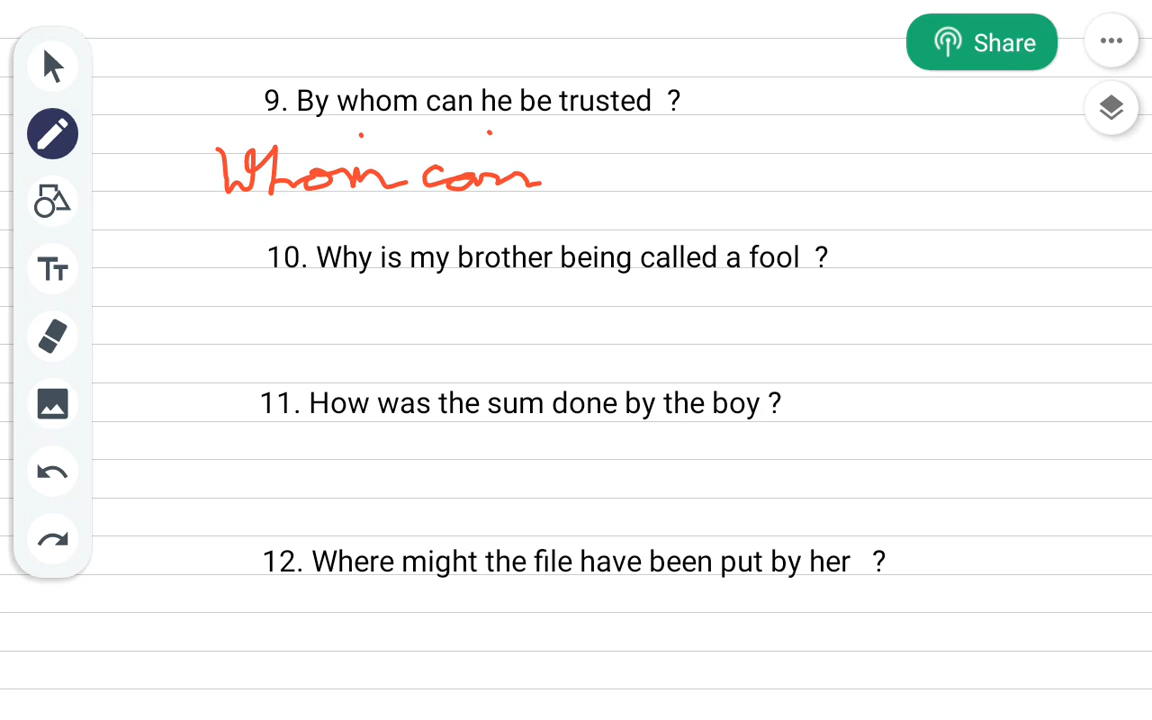 Share
9. By whom can he be trusted ?
Whom can
10. Why is my brother being called a fool ?
11. How was the sum done by the boy ?
12. Where might the file have been put by her ?
TT